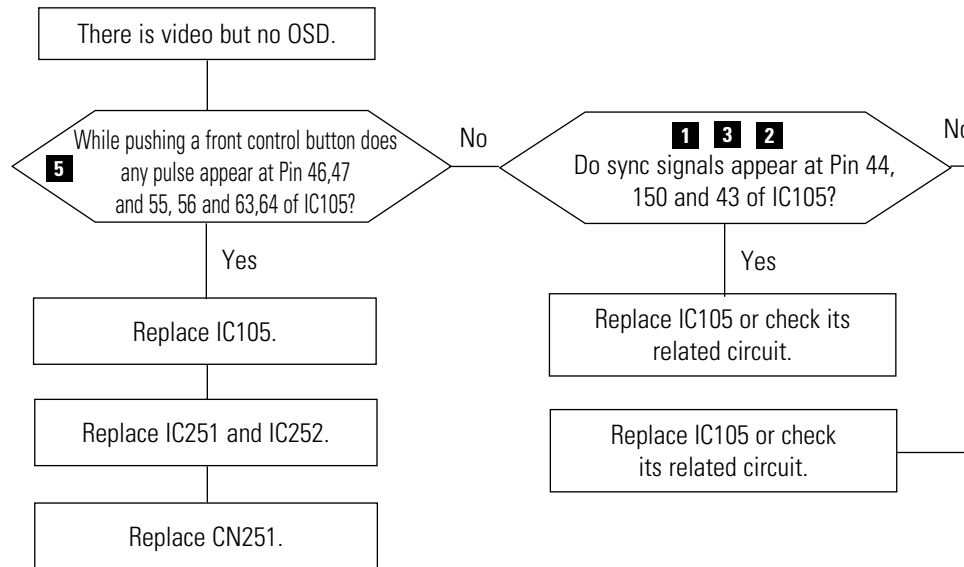 There is video but no OSD.
While pushing a front control button does
5
any pulse appear at Pin 46,47
and 55, 56 and 63,64 of IC105?
No
1 3 2
Do sync signals appear at Pin 44,
150 and 43 of IC105?
No
Yes
Yes
Replace IC105.
Replace IC105 or check its
related circuit.
Replace IC251 and IC252.
Replace IC105 or check
its related circuit.
Replace CN251.